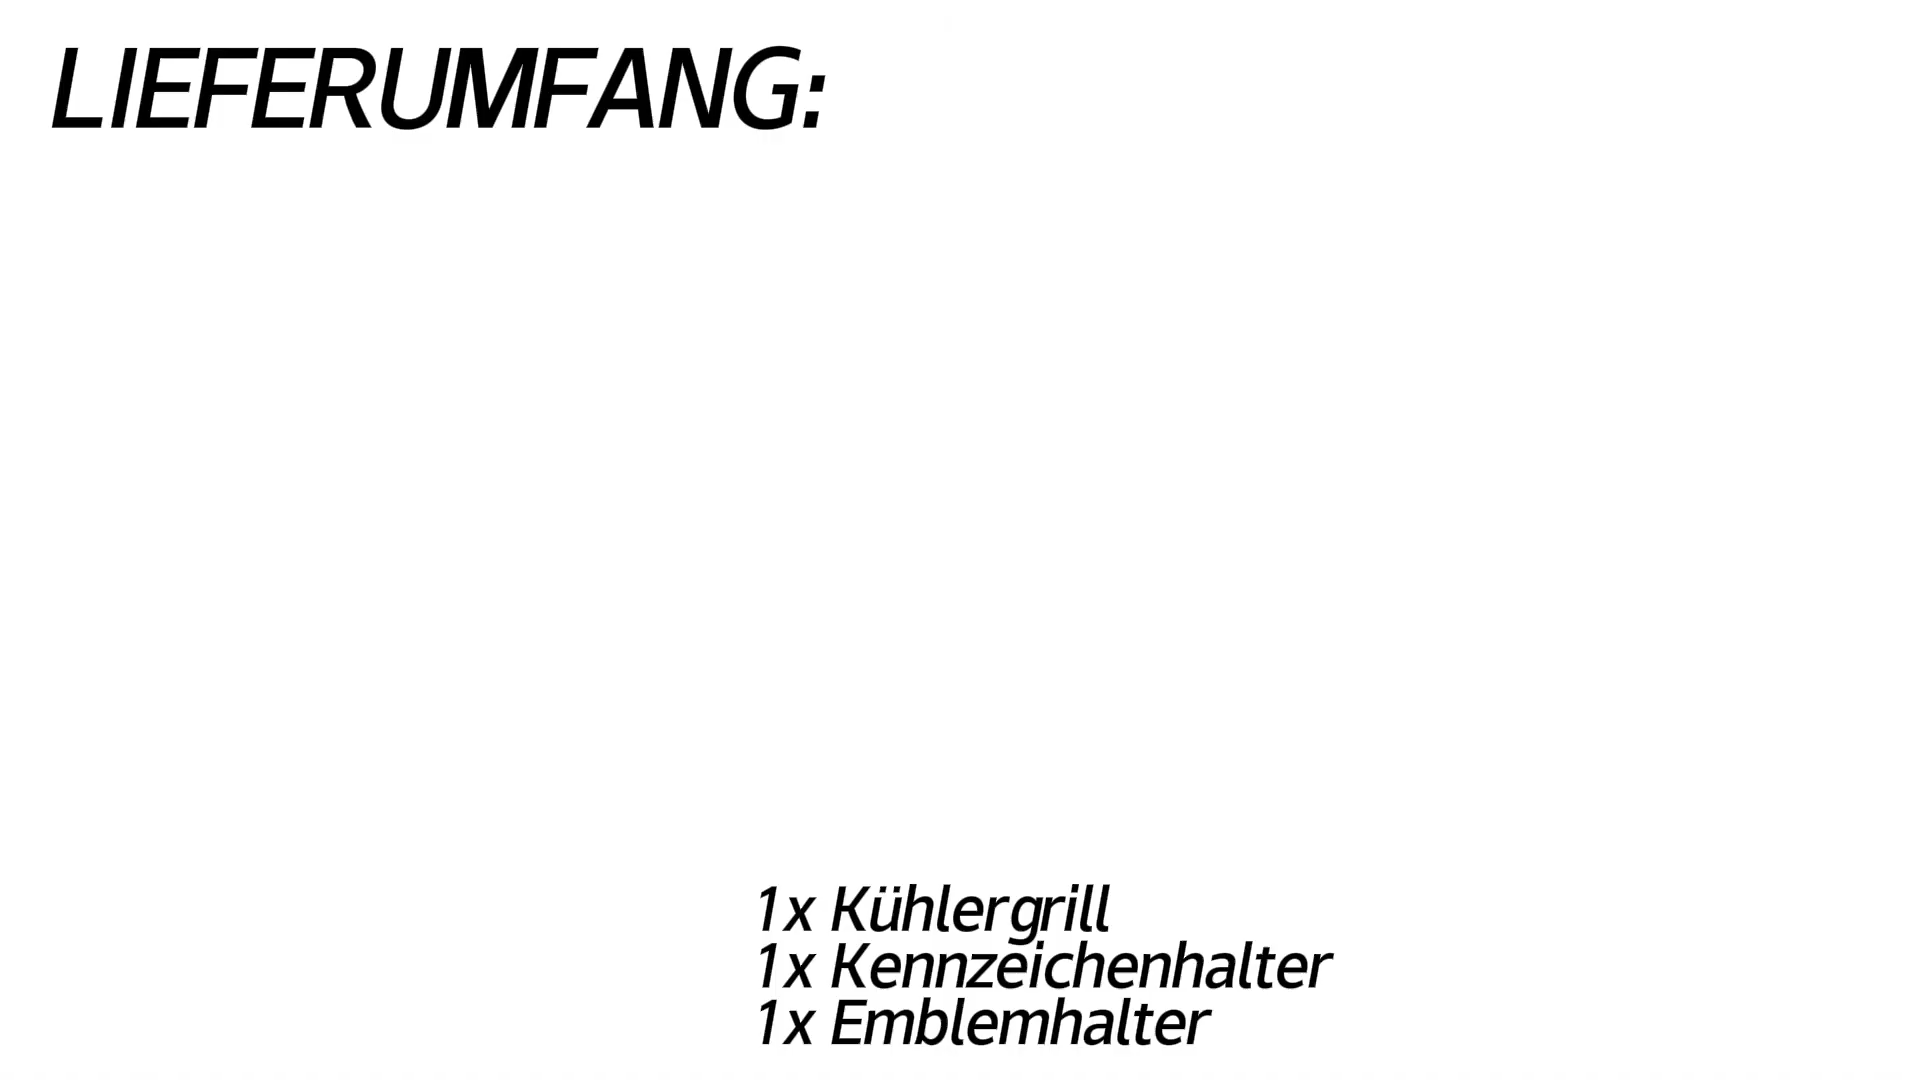 LIEFERUMFANG:
1x Kühlergrill
1x Kennzeichenhalter
1x Emblemhalter